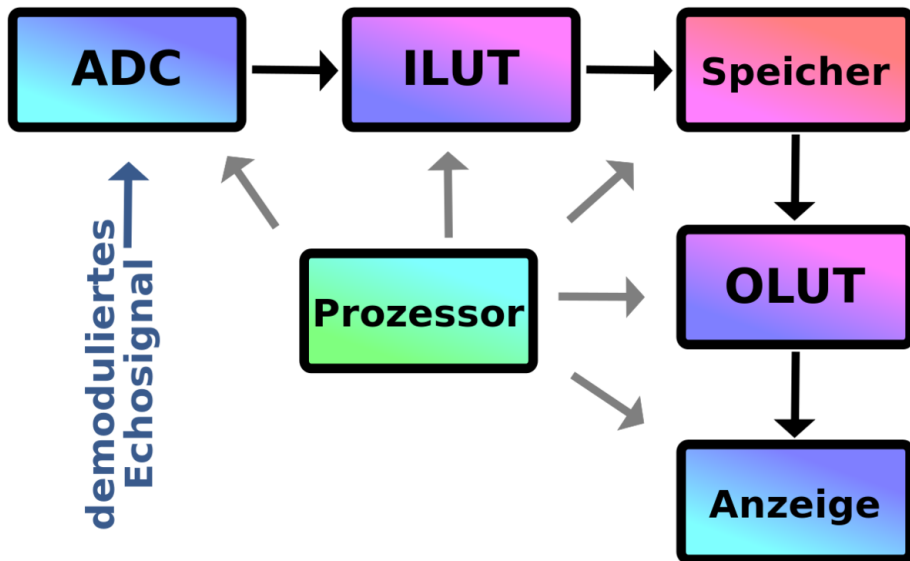 ADC
ILUT
Speicher
Prozessor
OLUT
Anzeige
demoduliertes
Echosignal